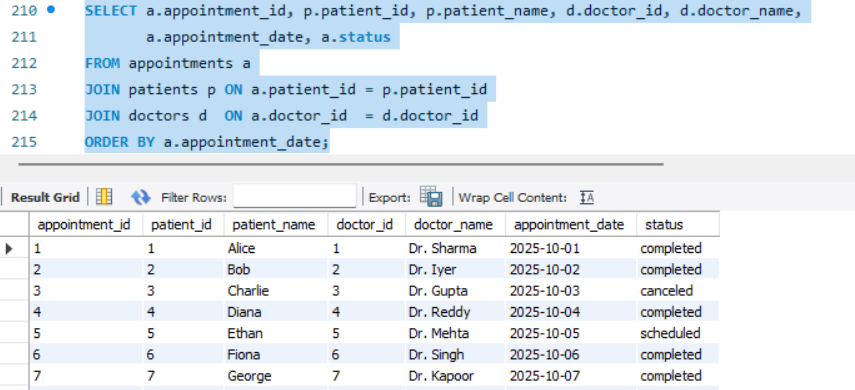 210 SELECT a.appointment_id, p.patient_id, p.patient_name, d.doctor_id, d.doctor_name,
211 a.appointment_date, a.status
212 FROM appointments a
213 JOIN patients p ON a.patient_id = p.patient_id
214 JOIN doctors d ON a.doctor_id = d.doctor_id
215 ORDER BY a.appointment_date;
Result Grid Filter Rows: Export: Wrap Cell Content:
appointment_id patient_id patient_name doctor_id doctor_name appointment_date status
1 1 Alice 1 Dr. Sharma 2025-10-01 completed
2 2 Bob 2 Dr. Iyer 2025-10-02 completed
3 3 Charlie 3 Dr. Gupta 2025-10-03 canceled
4 4 Diana 4 Dr. Reddy 2025-10-04 completed
5 5 Ethan 5 Dr. Mehta 2025-10-05 scheduled
6 6 Fiona 6 Dr. Singh 2025-10-06 completed
7 7 George 7 Dr. Kapoor 2025-10-07 completed